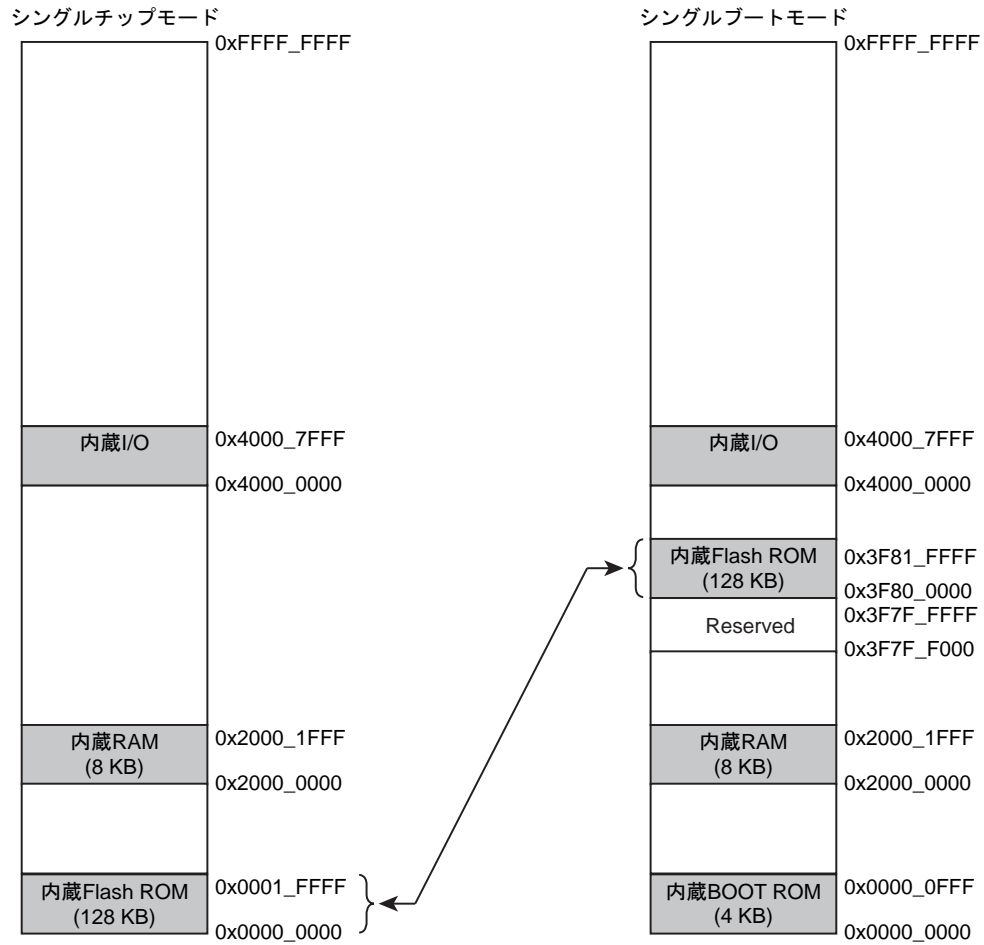 シングルチップモード
0xFFFF_FFFF
内蔵I/O
0x4000_7FFF
0x4000_0000
内蔵RAM
(8 KB)
0x2000_1FFF
0x2000_0000
内蔵Flash ROM
(128 KB)
0x0001_FFFF
0x0000_0000
シングルブートモード
0xFFFF_FFFF
内蔵I/O
0x4000_7FFF
0x4000_0000
内蔵Flash ROM
(128 KB)
0x3F81_FFFF
0x3F80_0000
Reserved
0x3F7F_FFFF
0x3F7F_F000
内蔵RAM
(8 KB)
0x2000_1FFF
0x2000_0000
内蔵BOOT ROM
(4 KB)
0x0000_0FFF
0x0000_0000